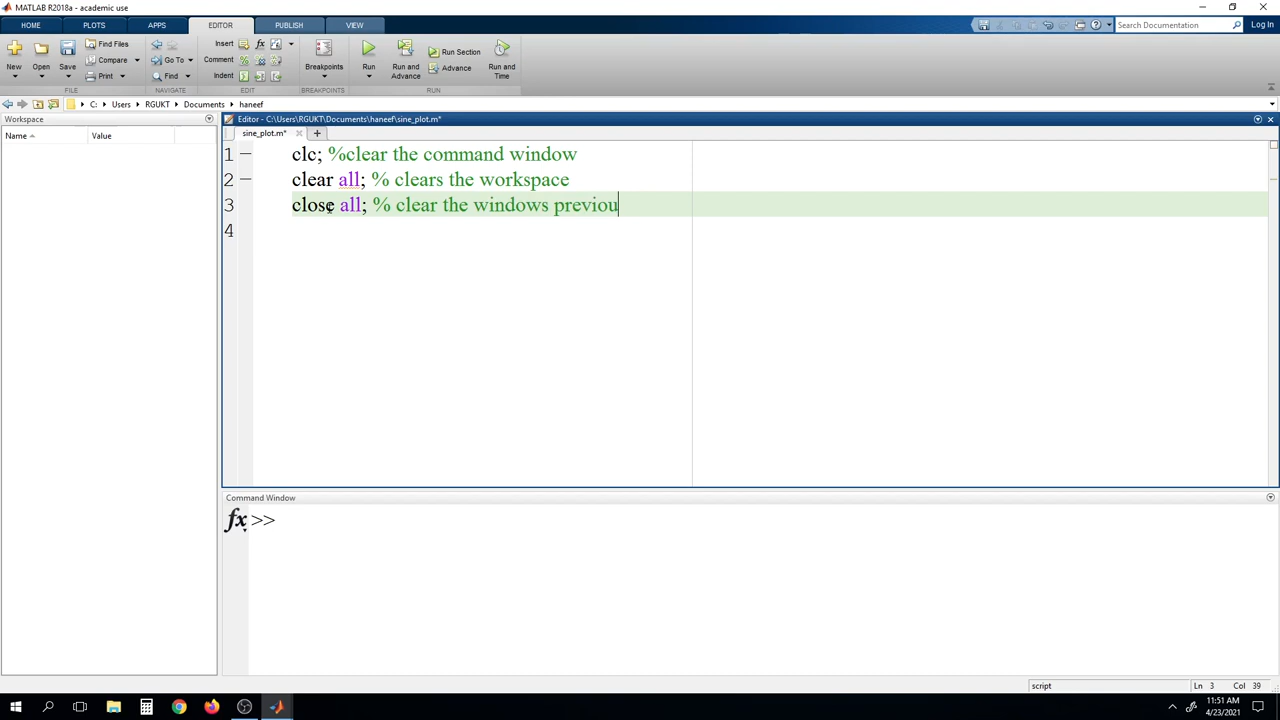 MATLAB R2018a - academic use
HOME PLOTS APPS EDITOR PUBLISH VIEW Search Documentation Log In
New Open Save Find Files Compare Print Go To Find Insert Comment Indent fx Breakpoints Run Run and Advance Run Section Advance Run and Time
FILE NAVIGATE EDIT BREAKPOINTS RUN
C: Users RGUKT Documents haneef
Workspace
Name Value
Editor - C:\Users\RGUKT\Documents\haneef\sine_plot.m*
sine_plot.m* +
1 clc; %clear the command window
2 clear all; % clears the workspace
3 close all; % clear the windows previou
4
Command Window
fx >>
script Ln 3 Col 39
11:51 AM
4/23/2021